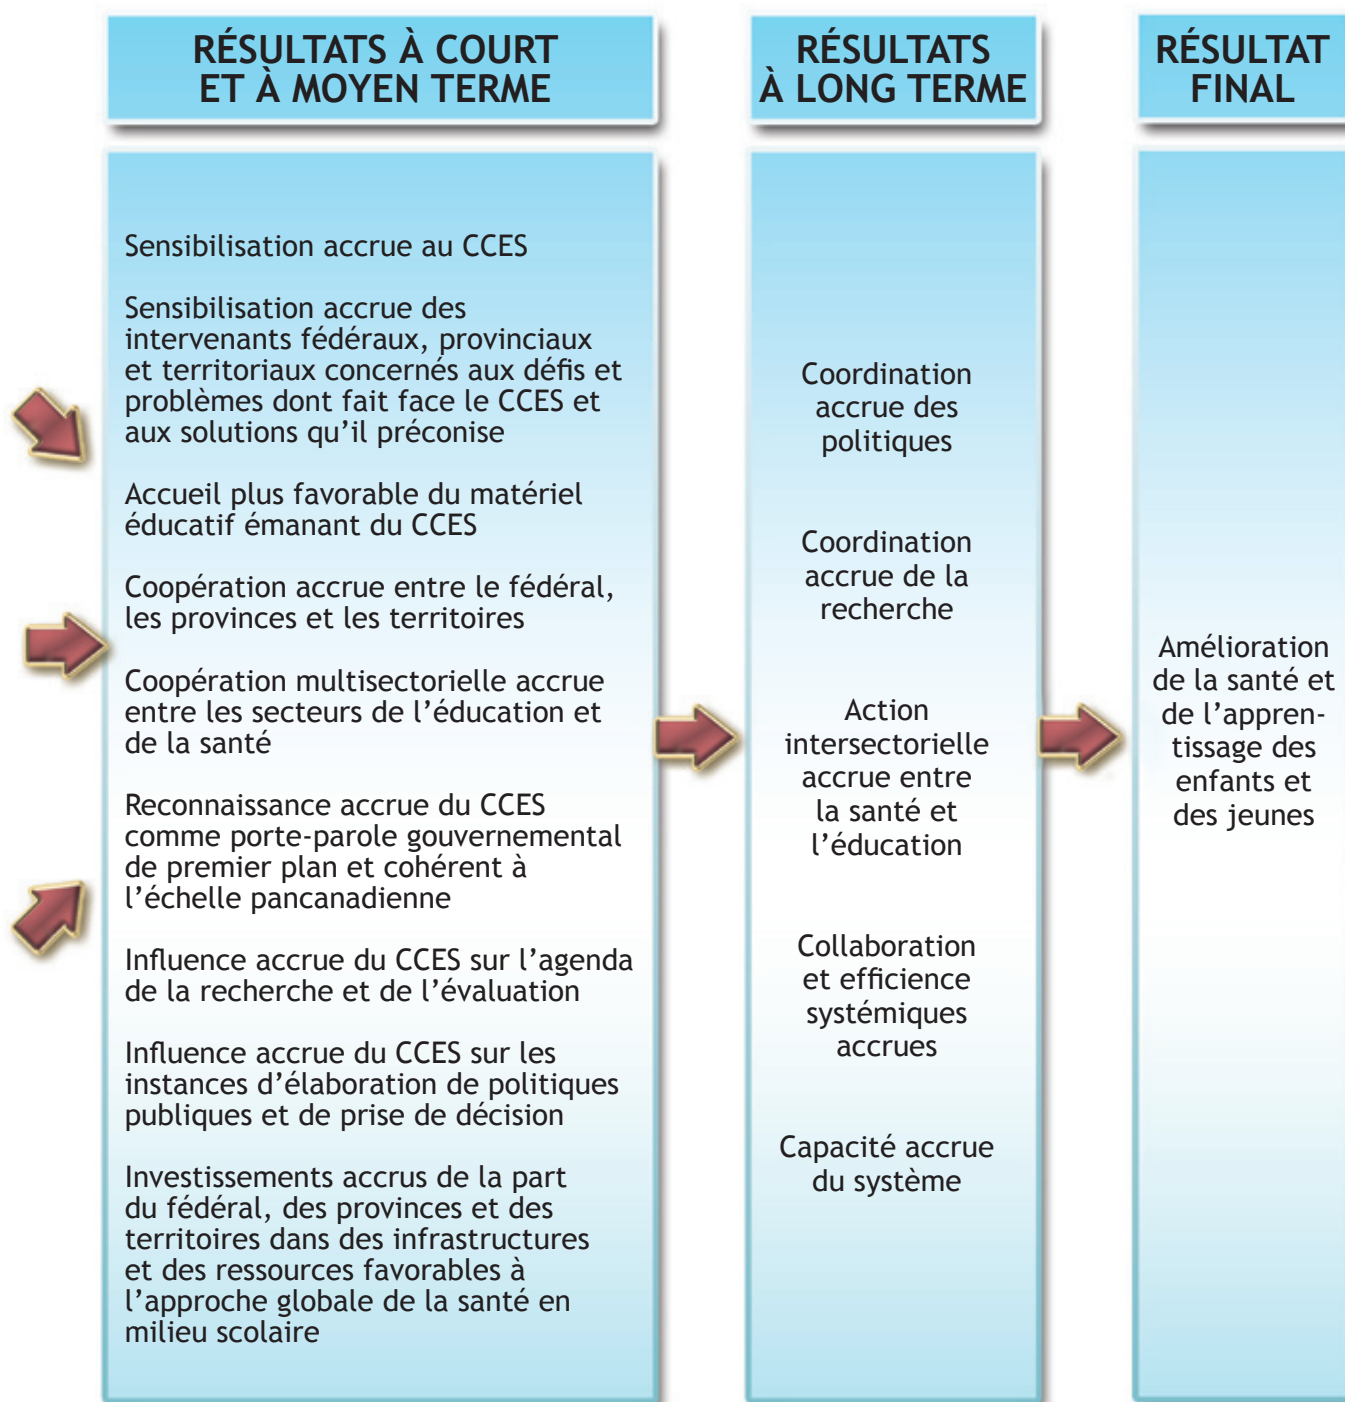 RÉSULTATS À COURT
ET À MOYEN TERME
Sensibilisation accrue au CCES
Sensibilisation accrue des
intervenants fédéraux, provinciaux
et territoriaux concernés aux défis et
problèmes dont fait face le CCES et
aux solutions qu’il préconise
Accueil plus favorable du matériel
éducatif émanant du CCES
Coopération accrue entre le fédéral,
les provinces et les territoires
Coopération multisectorielle accrue
entre les secteurs de l’éducation et
de la santé
Reconnaissance accrue du CCES
comme porte-parole gouvernemental
de premier plan et cohérent à
l’échelle pancanadienne
Influence accrue du CCES sur l’agenda
de la recherche et de l’évaluation
Influence accrue du CCES sur les
instances d’élaboration de politiques
publiques et de prise de décision
Investissements accrus de la part
du fédéral, des provinces et des
territoires dans des infrastructures
et des ressources favorables à
l’approche globale de la santé en
milieu scolaire
RÉSULTATS
À LONG TERME
Coordination
accrue des
politiques
Coordination
accrue de la
recherche
Action
intersectorielle
accrue entre
la santé et
l’éducation
Collaboration
et efficience
systémiques
accrues
Capacité accrue
du système
RÉSULTAT
FINAL
Amélioration
de la santé et
de l’appren-
tissage des
enfants et
des jeunes